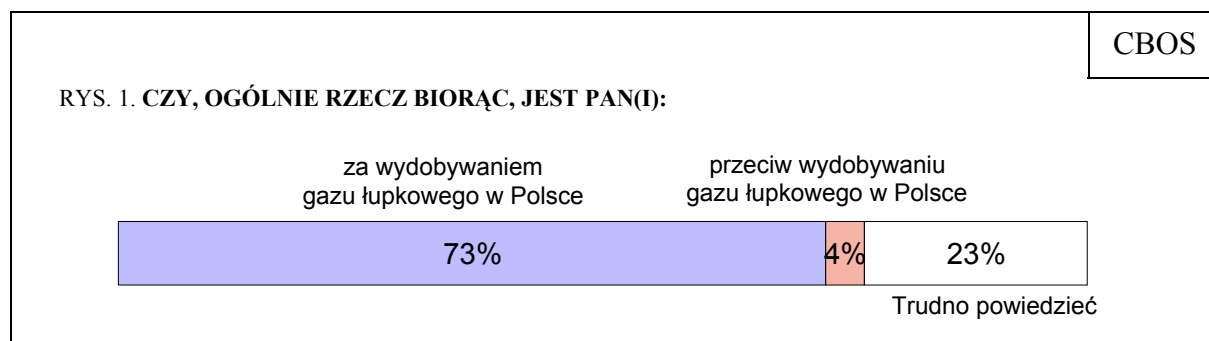 CBOS
RYS. 1. CZY, OGÓLNIE RZECZ BIORĄC, JEST PAN(I):
za wydobywaniem
gazu łupkowego w Polsce
przeciw wydobywaniu
gazu łupkowego w Polsce
73%
4%
23%
Trudno powiedzieć